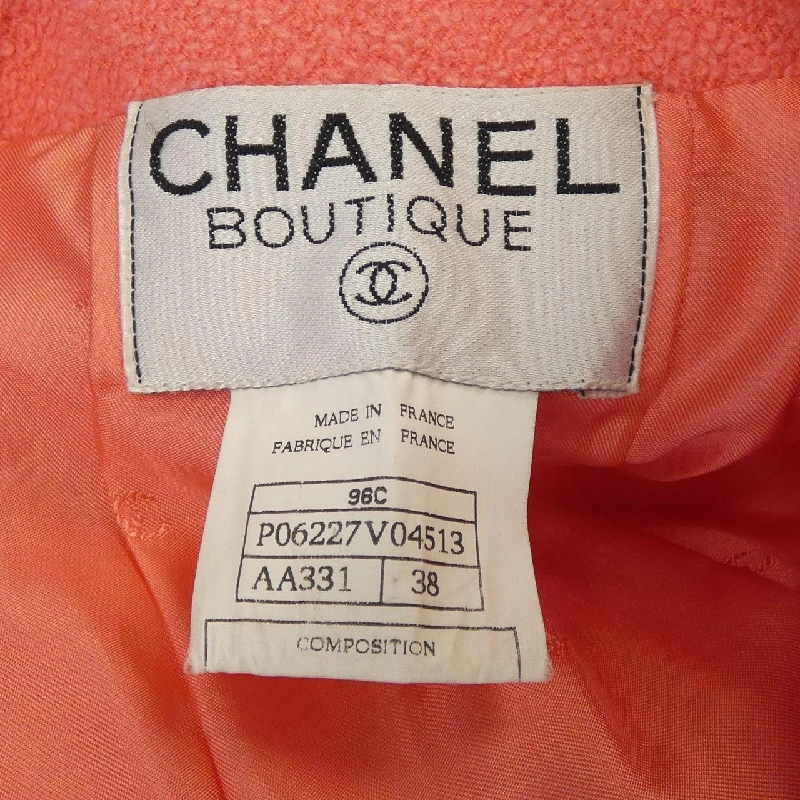 CHANEL
BOUTIQUE
MADE IN FRANCE
FABRIQUE EN FRANCE
96C
P06227V04513
AA331 38
COMPOSITION